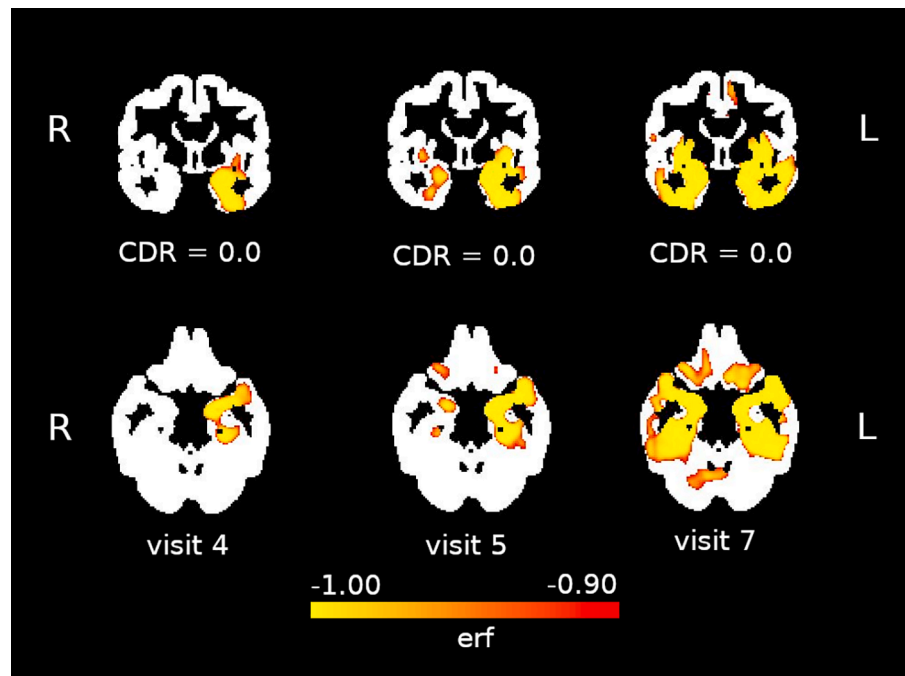 R
L
CDR = 0.0
CDR = 0.0
CDR = 0.0
R
L
visit 4
visit 5
visit 7
-1.00
-0.90
erf